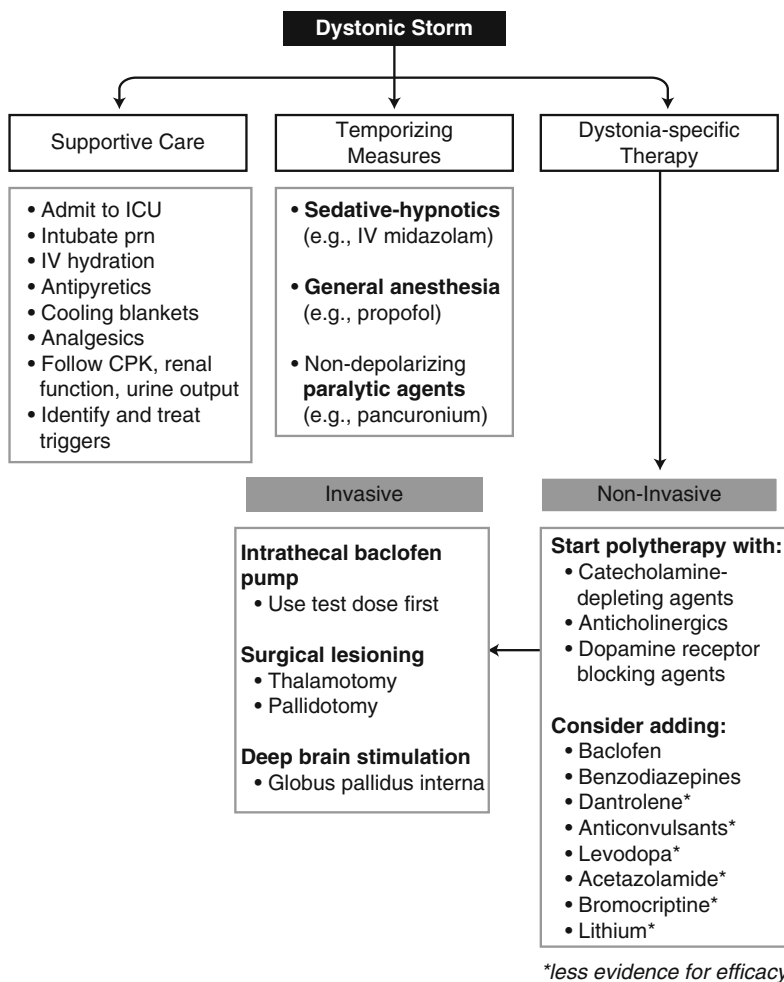 Dystonic Storm
Supportive Care
Temporizing
Measures
Dystonia-specific
Therapy
• Admit to ICU
• Intubate prn
• IV hydration
• Antipyretics
• Cooling blankets
• Analgesics
• Follow CPK, renal
function, urine output
• Identify and treat
triggers
• Sedative-hypnotics
(e.g., IV midazolam)
• General anesthesia
(e.g., propofol)
• Non-depolarizing
paralytic agents
(e.g., pancuronium)
Invasive
Intrathecal baclofen
pump
• Use test dose first
Surgical lesioning
• Thalamotomy
• Pallidotomy
Deep brain stimulation
• Globus pallidus interna
Non-Invasive
Start polytherapy with:
• Catecholamine-
depleting agents
• Anticholinergics
• Dopamine receptor
blocking agents
Consider adding:
• Baclofen
• Benzodiazepines
• Dantrolene*
• Anticonvulsants*
• Levodopa*
• Acetazolamide*
• Bromocriptine*
• Lithium*
*less evidence for efficacy